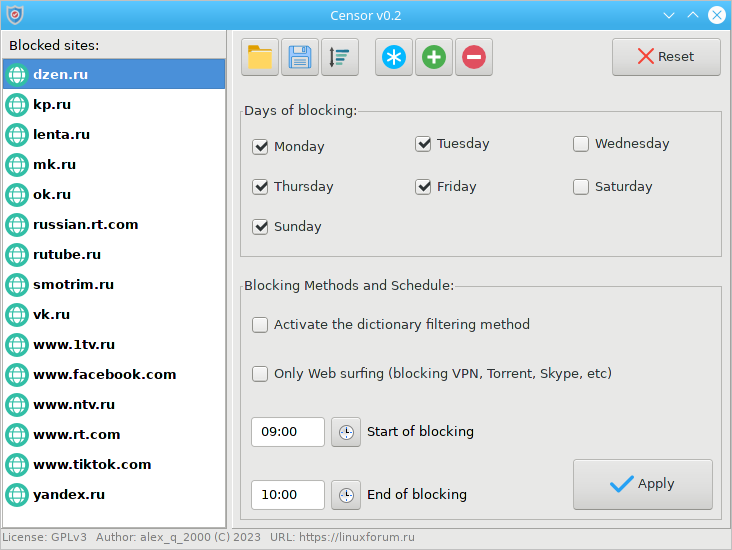 Censor v0.2
Blocked sites:
dzen.ru
kp.ru
lenta.ru
mk.ru
ok.ru
russian.rt.com
rutube.ru
smotrim.ru
vk.ru
www.1tv.ru
www.facebook.com
www.ntv.ru
www.rt.com
www.tiktok.com
yandex.ru
Reset
Days of blocking:
Monday
Tuesday
Wednesday
Thursday
Friday
Saturday
Sunday
Blocking Methods and Schedule:
Activate the dictionary filtering method
Only Web surfing (blocking VPN, Torrent, Skype, etc)
09:00 Start of blocking
10:00 End of blocking
Apply
License: GPLv3 Author: alex_q_2000 (C) 2023 URL: https://linuxforum.ru